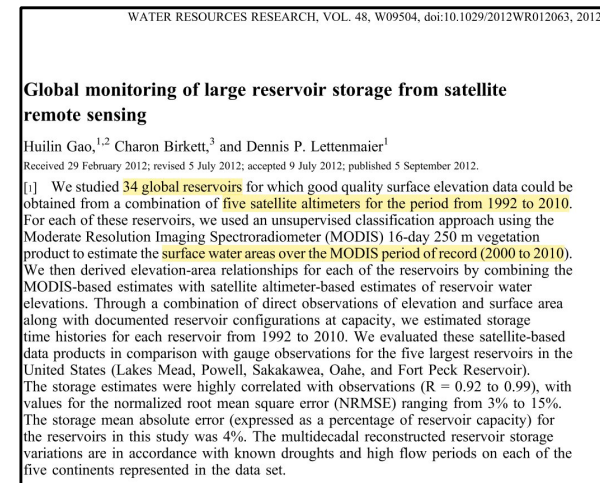 WATER RESOURCES RESEARCH, VOL. 48, W09504, doi:10.1029/2012WR012063, 2012
Global monitoring of large reservoir storage from satellite
remote sensing
Huilin Gao,1,2 Charon Birkett,3 and Dennis P. Lettenmaier1
Received 29 February 2012; revised 5 July 2012; accepted 9 July 2012; published 5 September 2012.
[1] We studied 34 global reservoirs for which good quality surface elevation data could be
obtained from a combination of five satellite altimeters for the period from 1992 to 2010.
For each of these reservoirs, we used an unsupervised classification approach using the
Moderate Resolution Imaging Spectroradiometer (MODIS) 16-day 250 m vegetation
product to estimate the surface water areas over the MODIS period of record (2000 to 2010).
We then derived elevation-area relationships for each of the reservoirs by combining the
MODIS-based estimates with satellite altimeter-based estimates of reservoir water
elevations. Through a combination of direct observations of elevation and surface area
along with documented reservoir configurations at capacity, we estimated storage
time histories for each reservoir from 1992 to 2010. We evaluated these satellite-based
data products in comparison with gauge observations for the five largest reservoirs in the
United States (Lakes Mead, Powell, Sakakawea, Oahe, and Fort Peck Reservoir).
The storage estimates were highly correlated with observations (R = 0.92 to 0.99), with
values for the normalized root mean square error (NRMSE) ranging from 3% to 15%.
The storage mean absolute error (expressed as a percentage of reservoir capacity) for
the reservoirs in this study was 4%. The multidecadal reconstructed reservoir storage
variations are in accordance with known droughts and high flow periods on each of the
five continents represented in the data set.